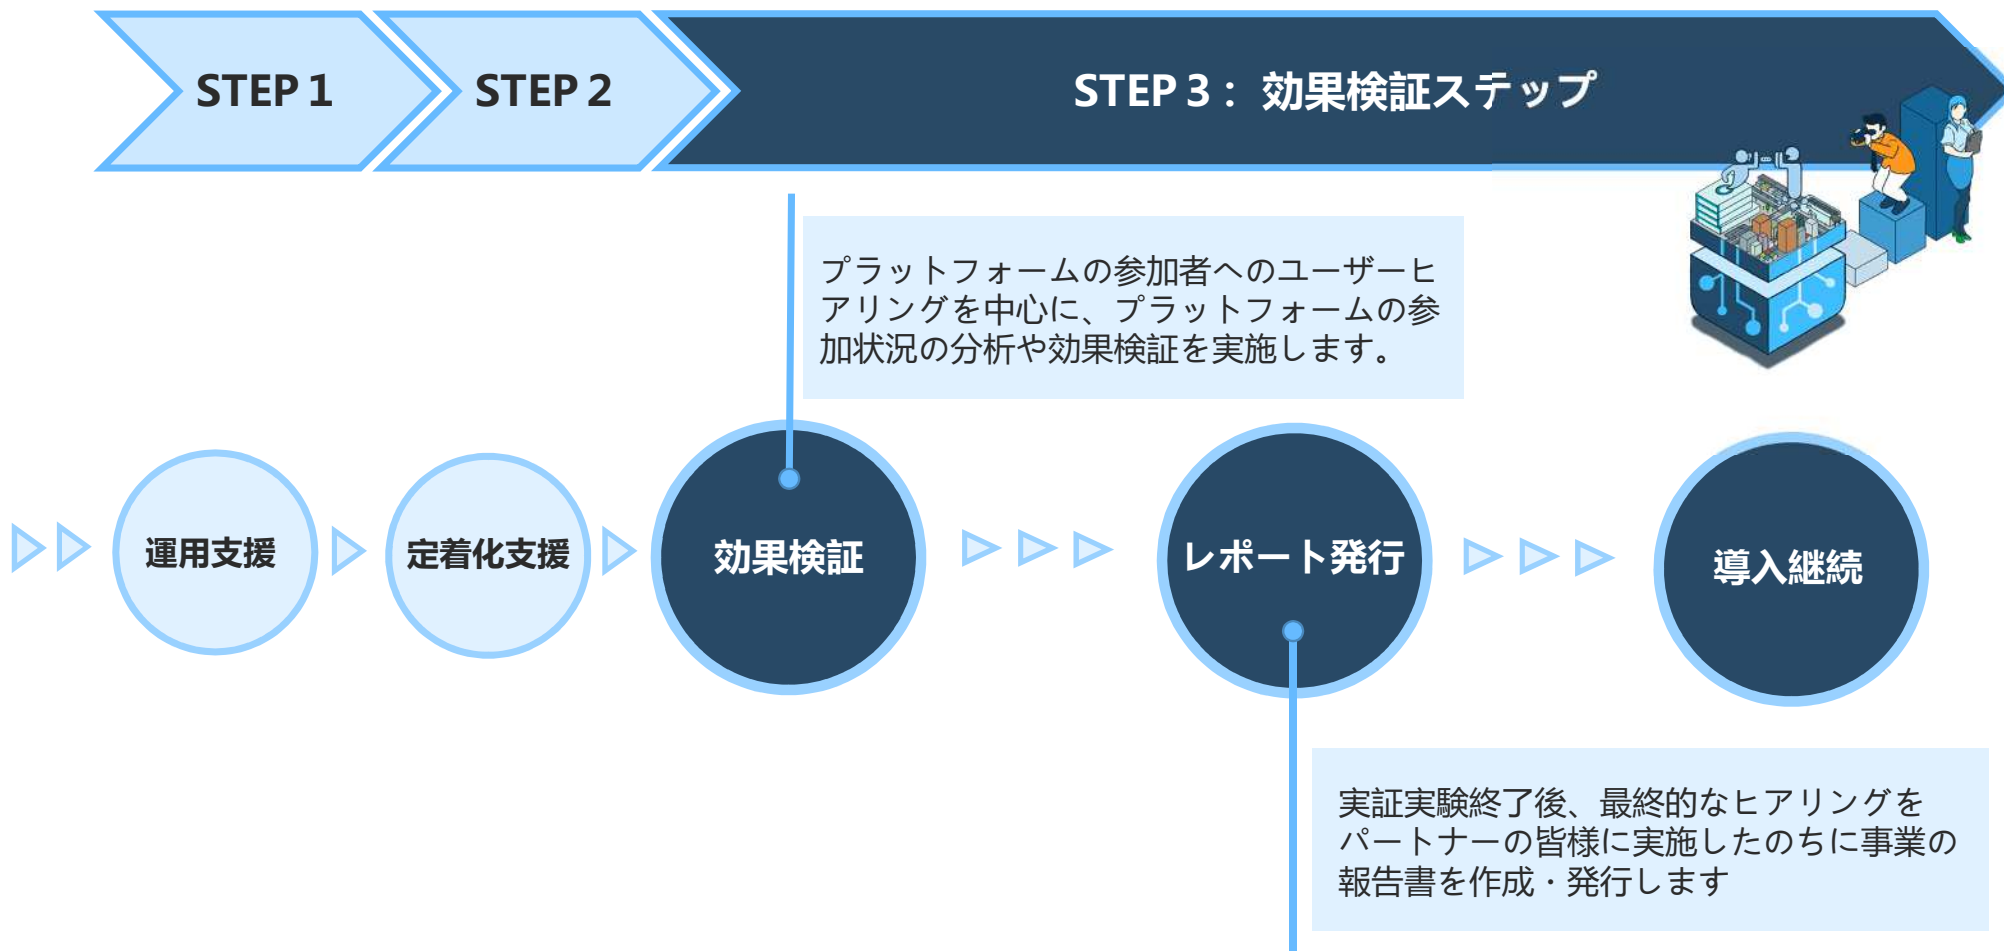 STEP 1
STEP 2
STEP 3：効果検証ステップ
プラットフォームの参加者へのユーザーヒ
アリングを中心に、プラットフォームの参
加状況の分析や効果検証を実施します。
運用支援
定着化支援
効果検証
レポート発行
導入継続
実証実験終了後、最終的なヒアリングを
パートナーの皆様に実施したのちに事業の
報告書を作成・発行します